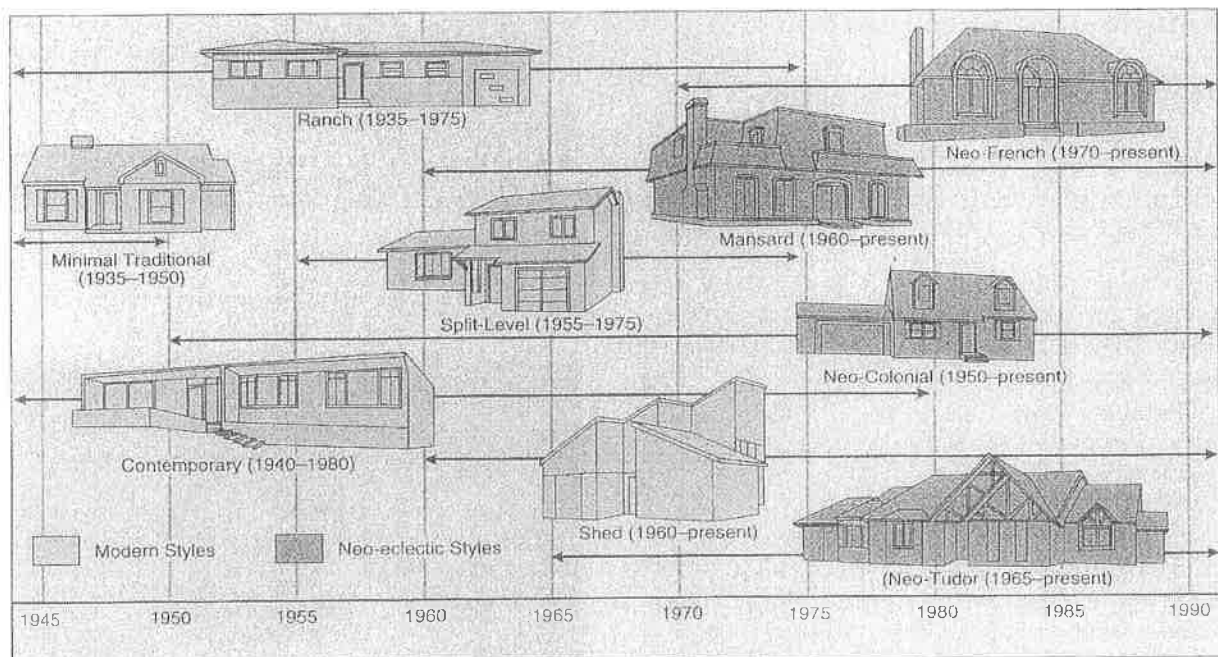 Ranch (1935–1975)
Neo-French (1970–present)
Minimal Traditional
(1935–1950)
Mansard (1960–present)
Split-Level (1955–1975)
Neo-Colonial (1950–present)
Contemporary (1940–1980)
Shed (1960–present)
(Neo-Tudor (1965–present)
Modern Styles
Neo-eclectic Styles
1945 1950 1955 1960 1965 1970 1975 1980 1985 1990